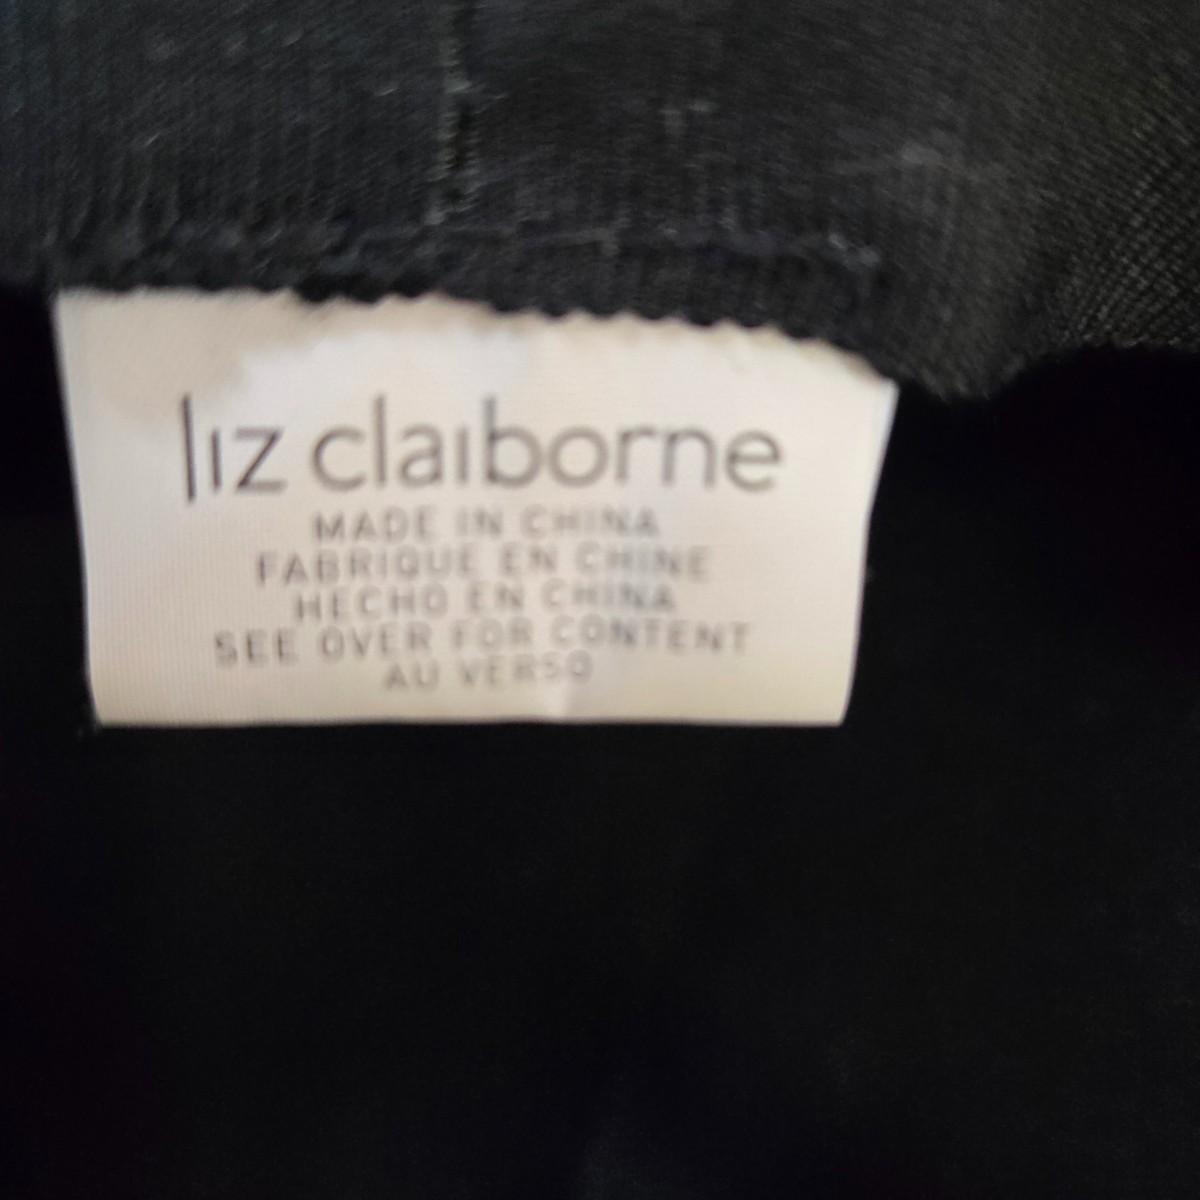 liz claiborne
MADE IN CHINA
FABRIQUE EN CHINE
HECHO EN CHINA
SEE OVER FOR CONTENT
AU VERSO